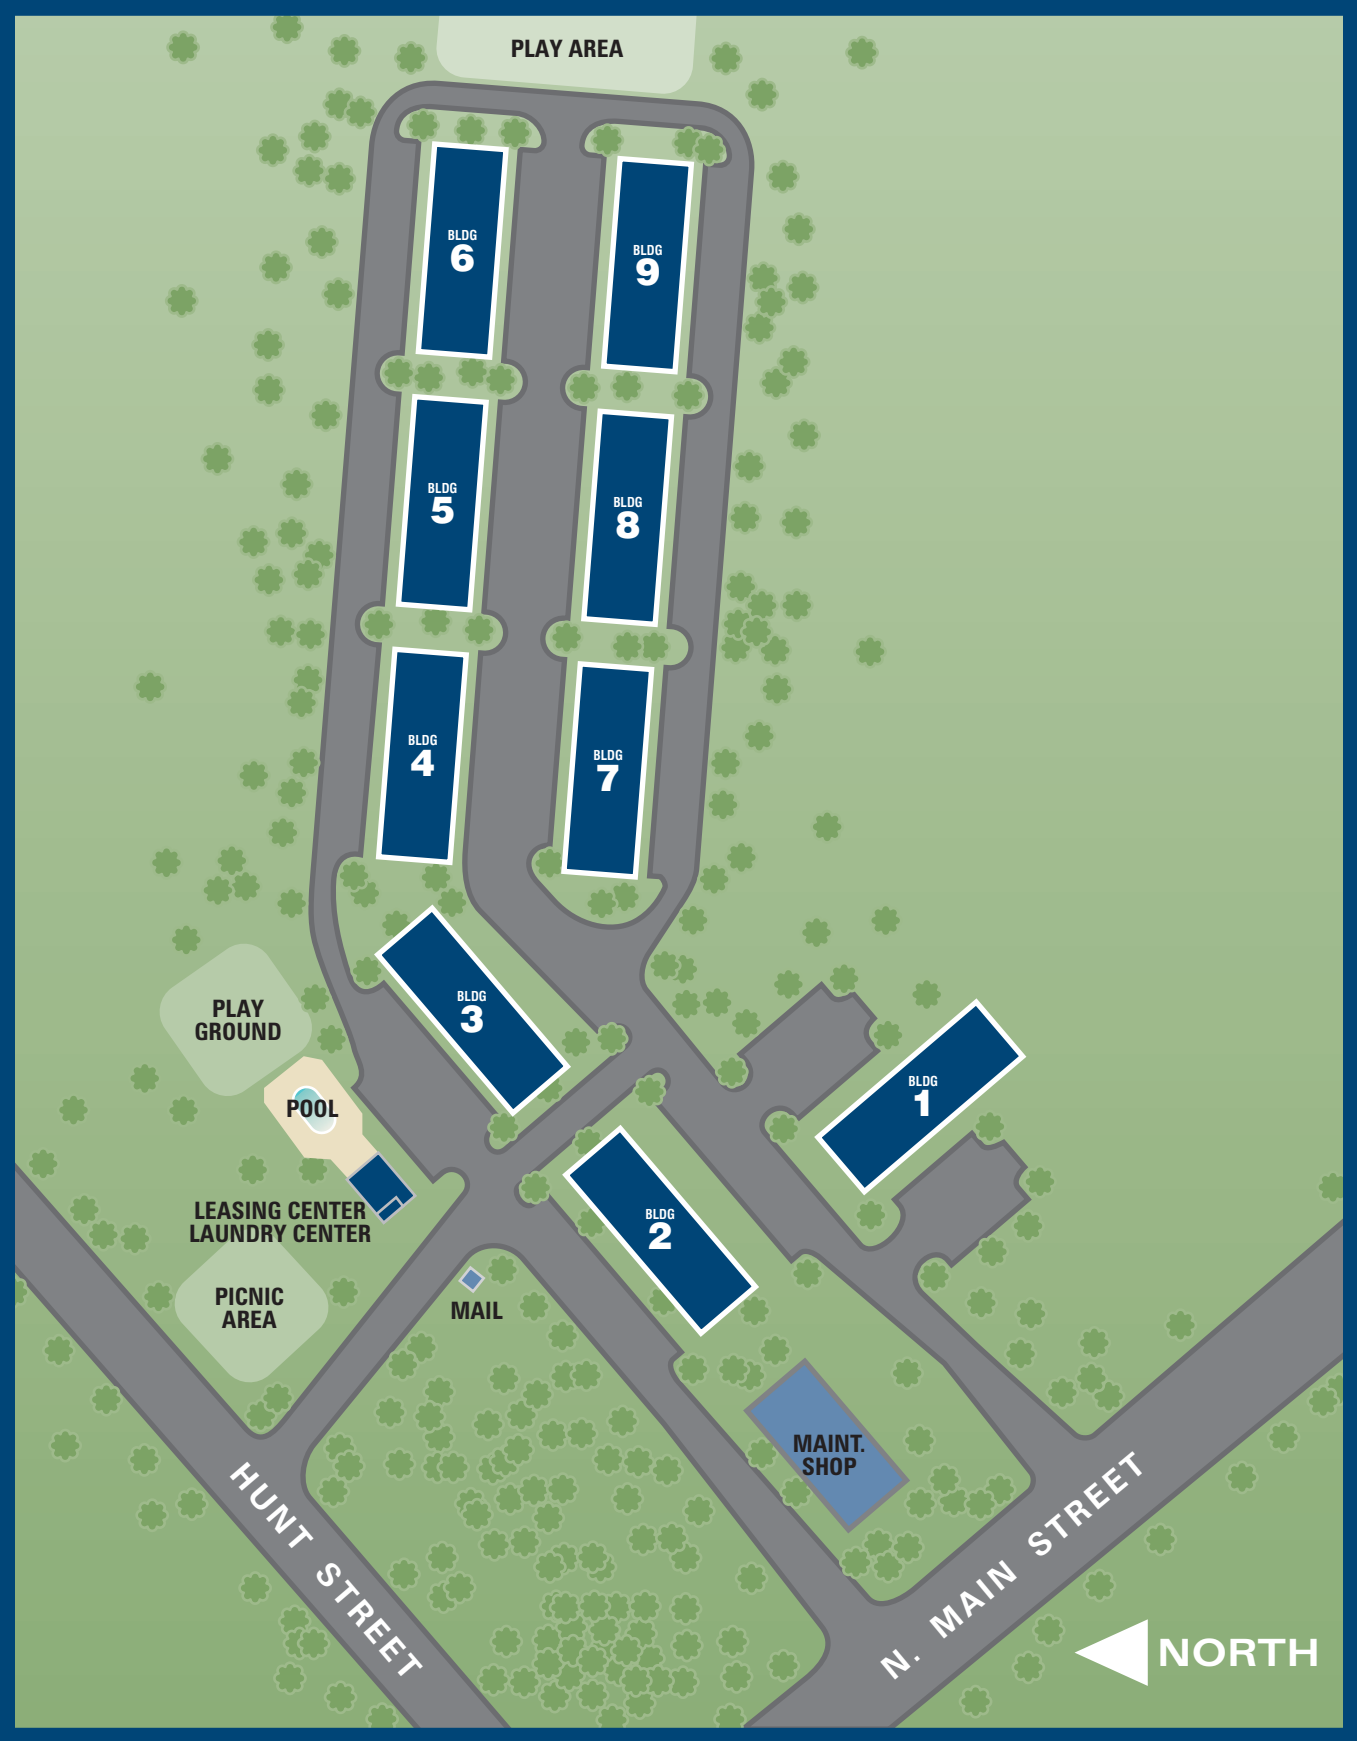 PLAY AREA
BLDG
6
BLDG
9
BLDG
5
BLDG
8
BLDG
4
BLDG
7
BLDG
3
PLAY
GROUND
BLDG
1
POOL
LEASING CENTER
LAUNDRY CENTER
BLDG
2
PICNIC
AREA
MAIL
MAINT.
SHOP
HUNT STREET
N. MAIN STREET
NORTH